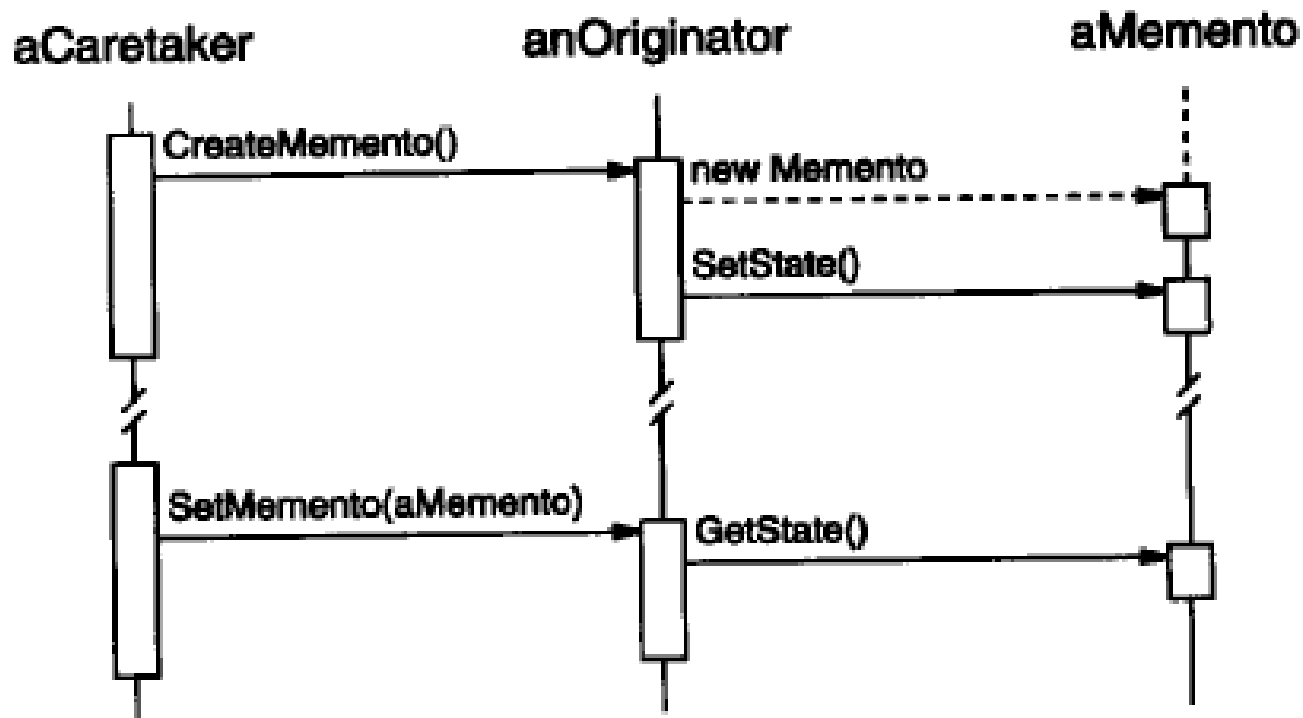 aCaretaker
anOriginator
aMemento
CreateMemento()
new Memento
SetState()
SetMemento(aMemento)
GetState()